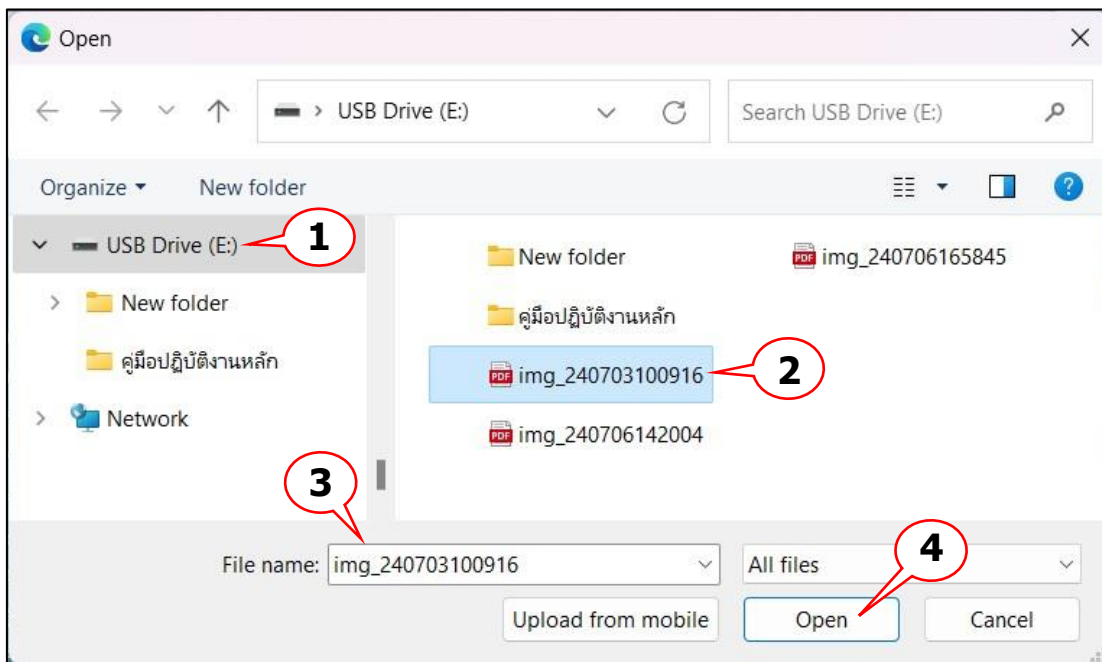 Open
USB Drive (E:)
Search USB Drive (E:)
Organize
New folder
?
USB Drive (E:)
1
New folder
คู่มือปฏิบัติงานหลัก
Network
New folder
PDF img_240706165845
คู่มือปฏิบัติงานหลัก
PDF img_240703100916
2
PDF img_240706142004
3
File name: img_240703100916
All files
4
Upload from mobile
Open
Cancel